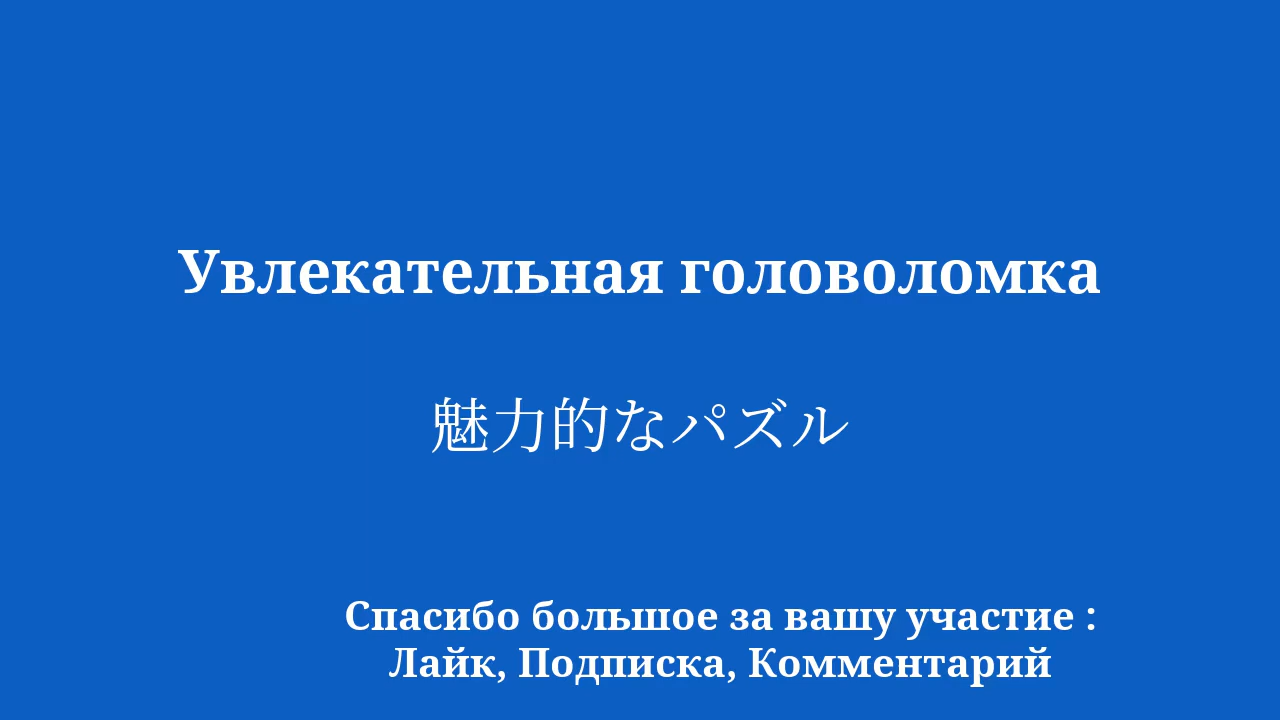 Увлекательная головоломка
魅力的なパズル
Спасибо большое за вашу участие :
Лайк, Подписка, Комментарий